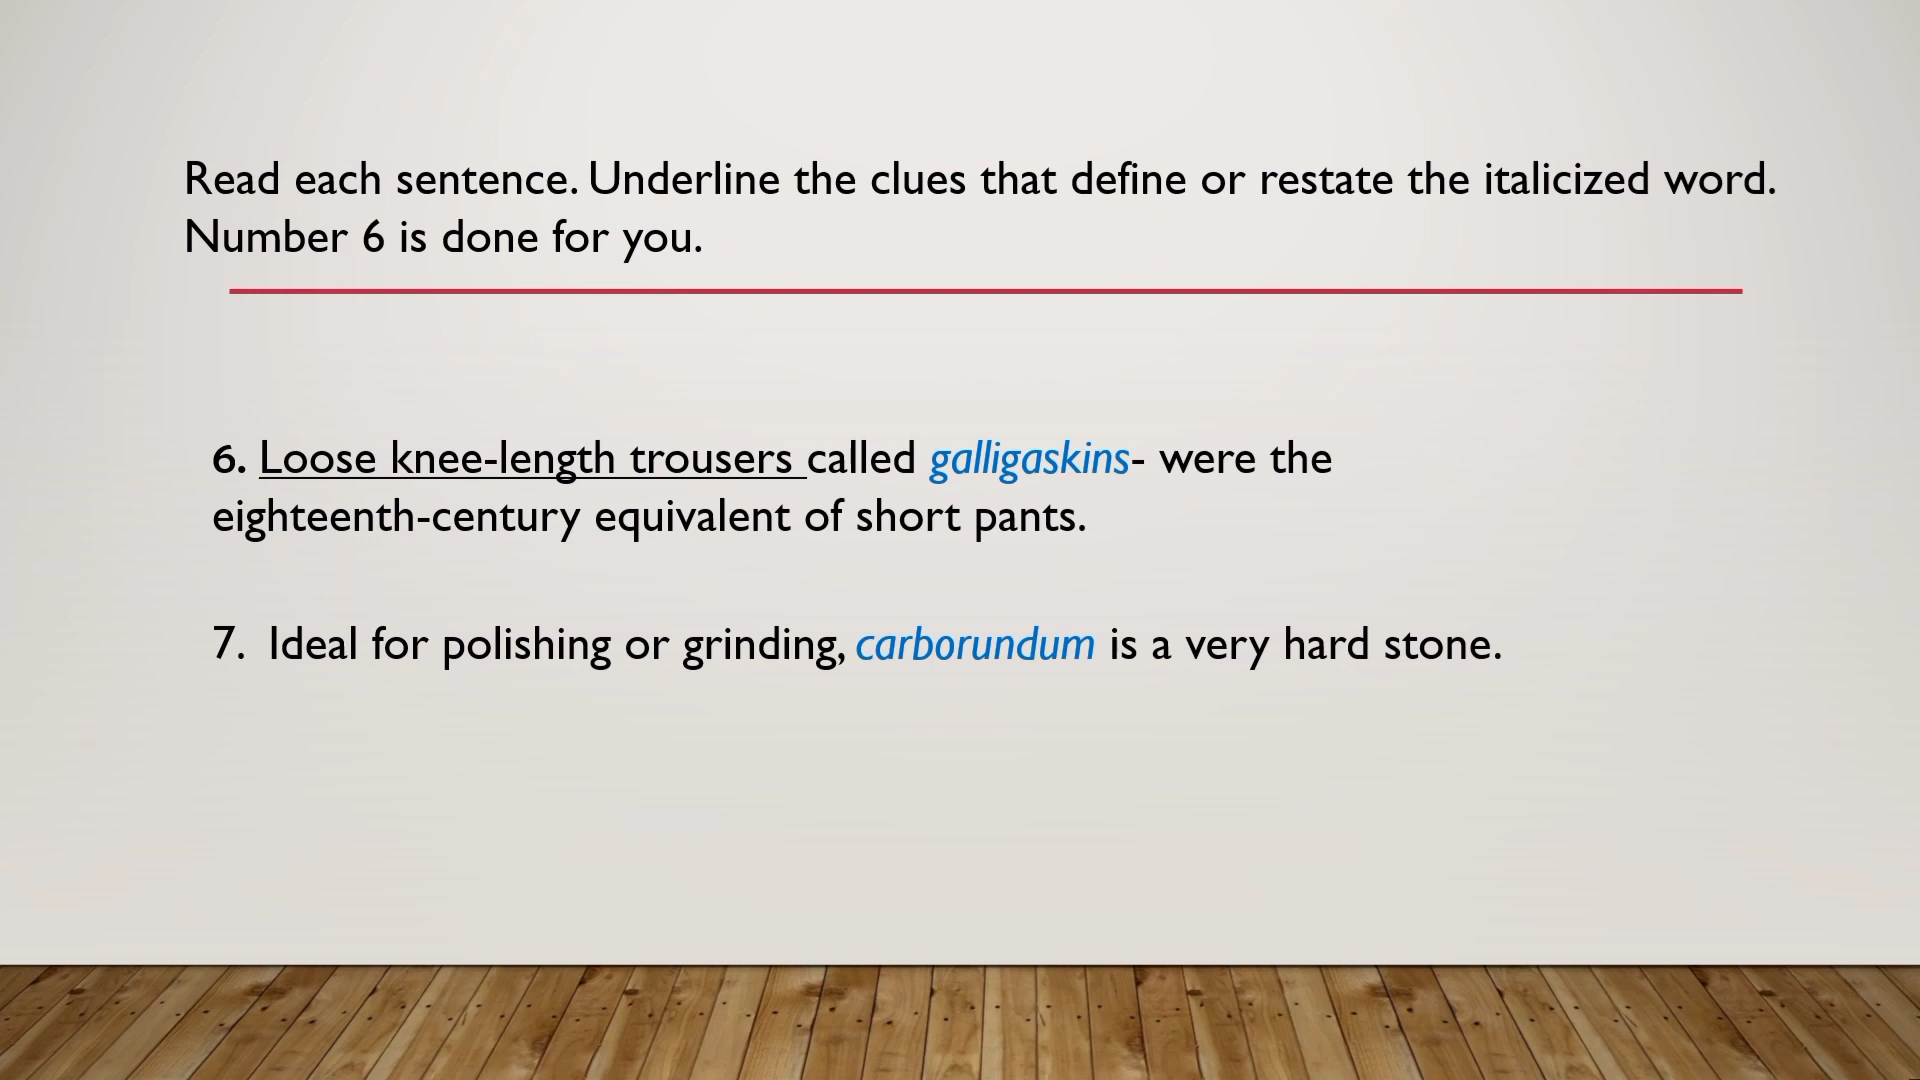 Read each sentence. Underline the clues that define or restate the italicized word.
Number 6 is done for you.
6. Loose knee-length trousers called galligaskins- were the
eighteenth-century equivalent of short pants.
7. Ideal for polishing or grinding, carborundum is a very hard stone.